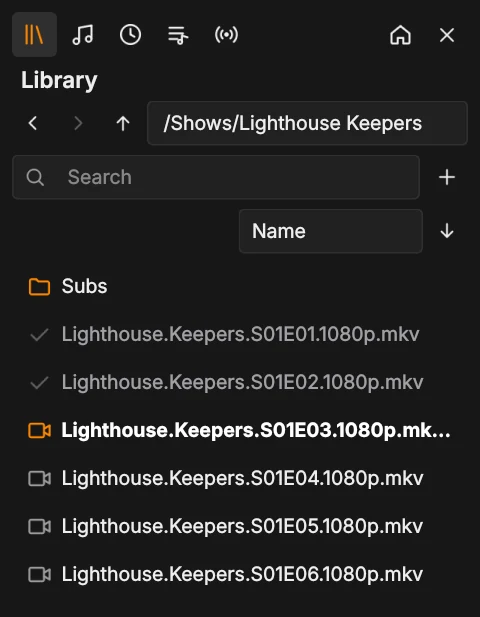 Library
/Shows/Lighthouse Keepers
Search
Name
Subs
Lighthouse.Keepers.S01E01.1080p.mkv
Lighthouse.Keepers.S01E02.1080p.mkv
Lighthouse.Keepers.S01E03.1080p.mk...
Lighthouse.Keepers.S01E04.1080p.mkv
Lighthouse.Keepers.S01E05.1080p.mkv
Lighthouse.Keepers.S01E06.1080p.mkv